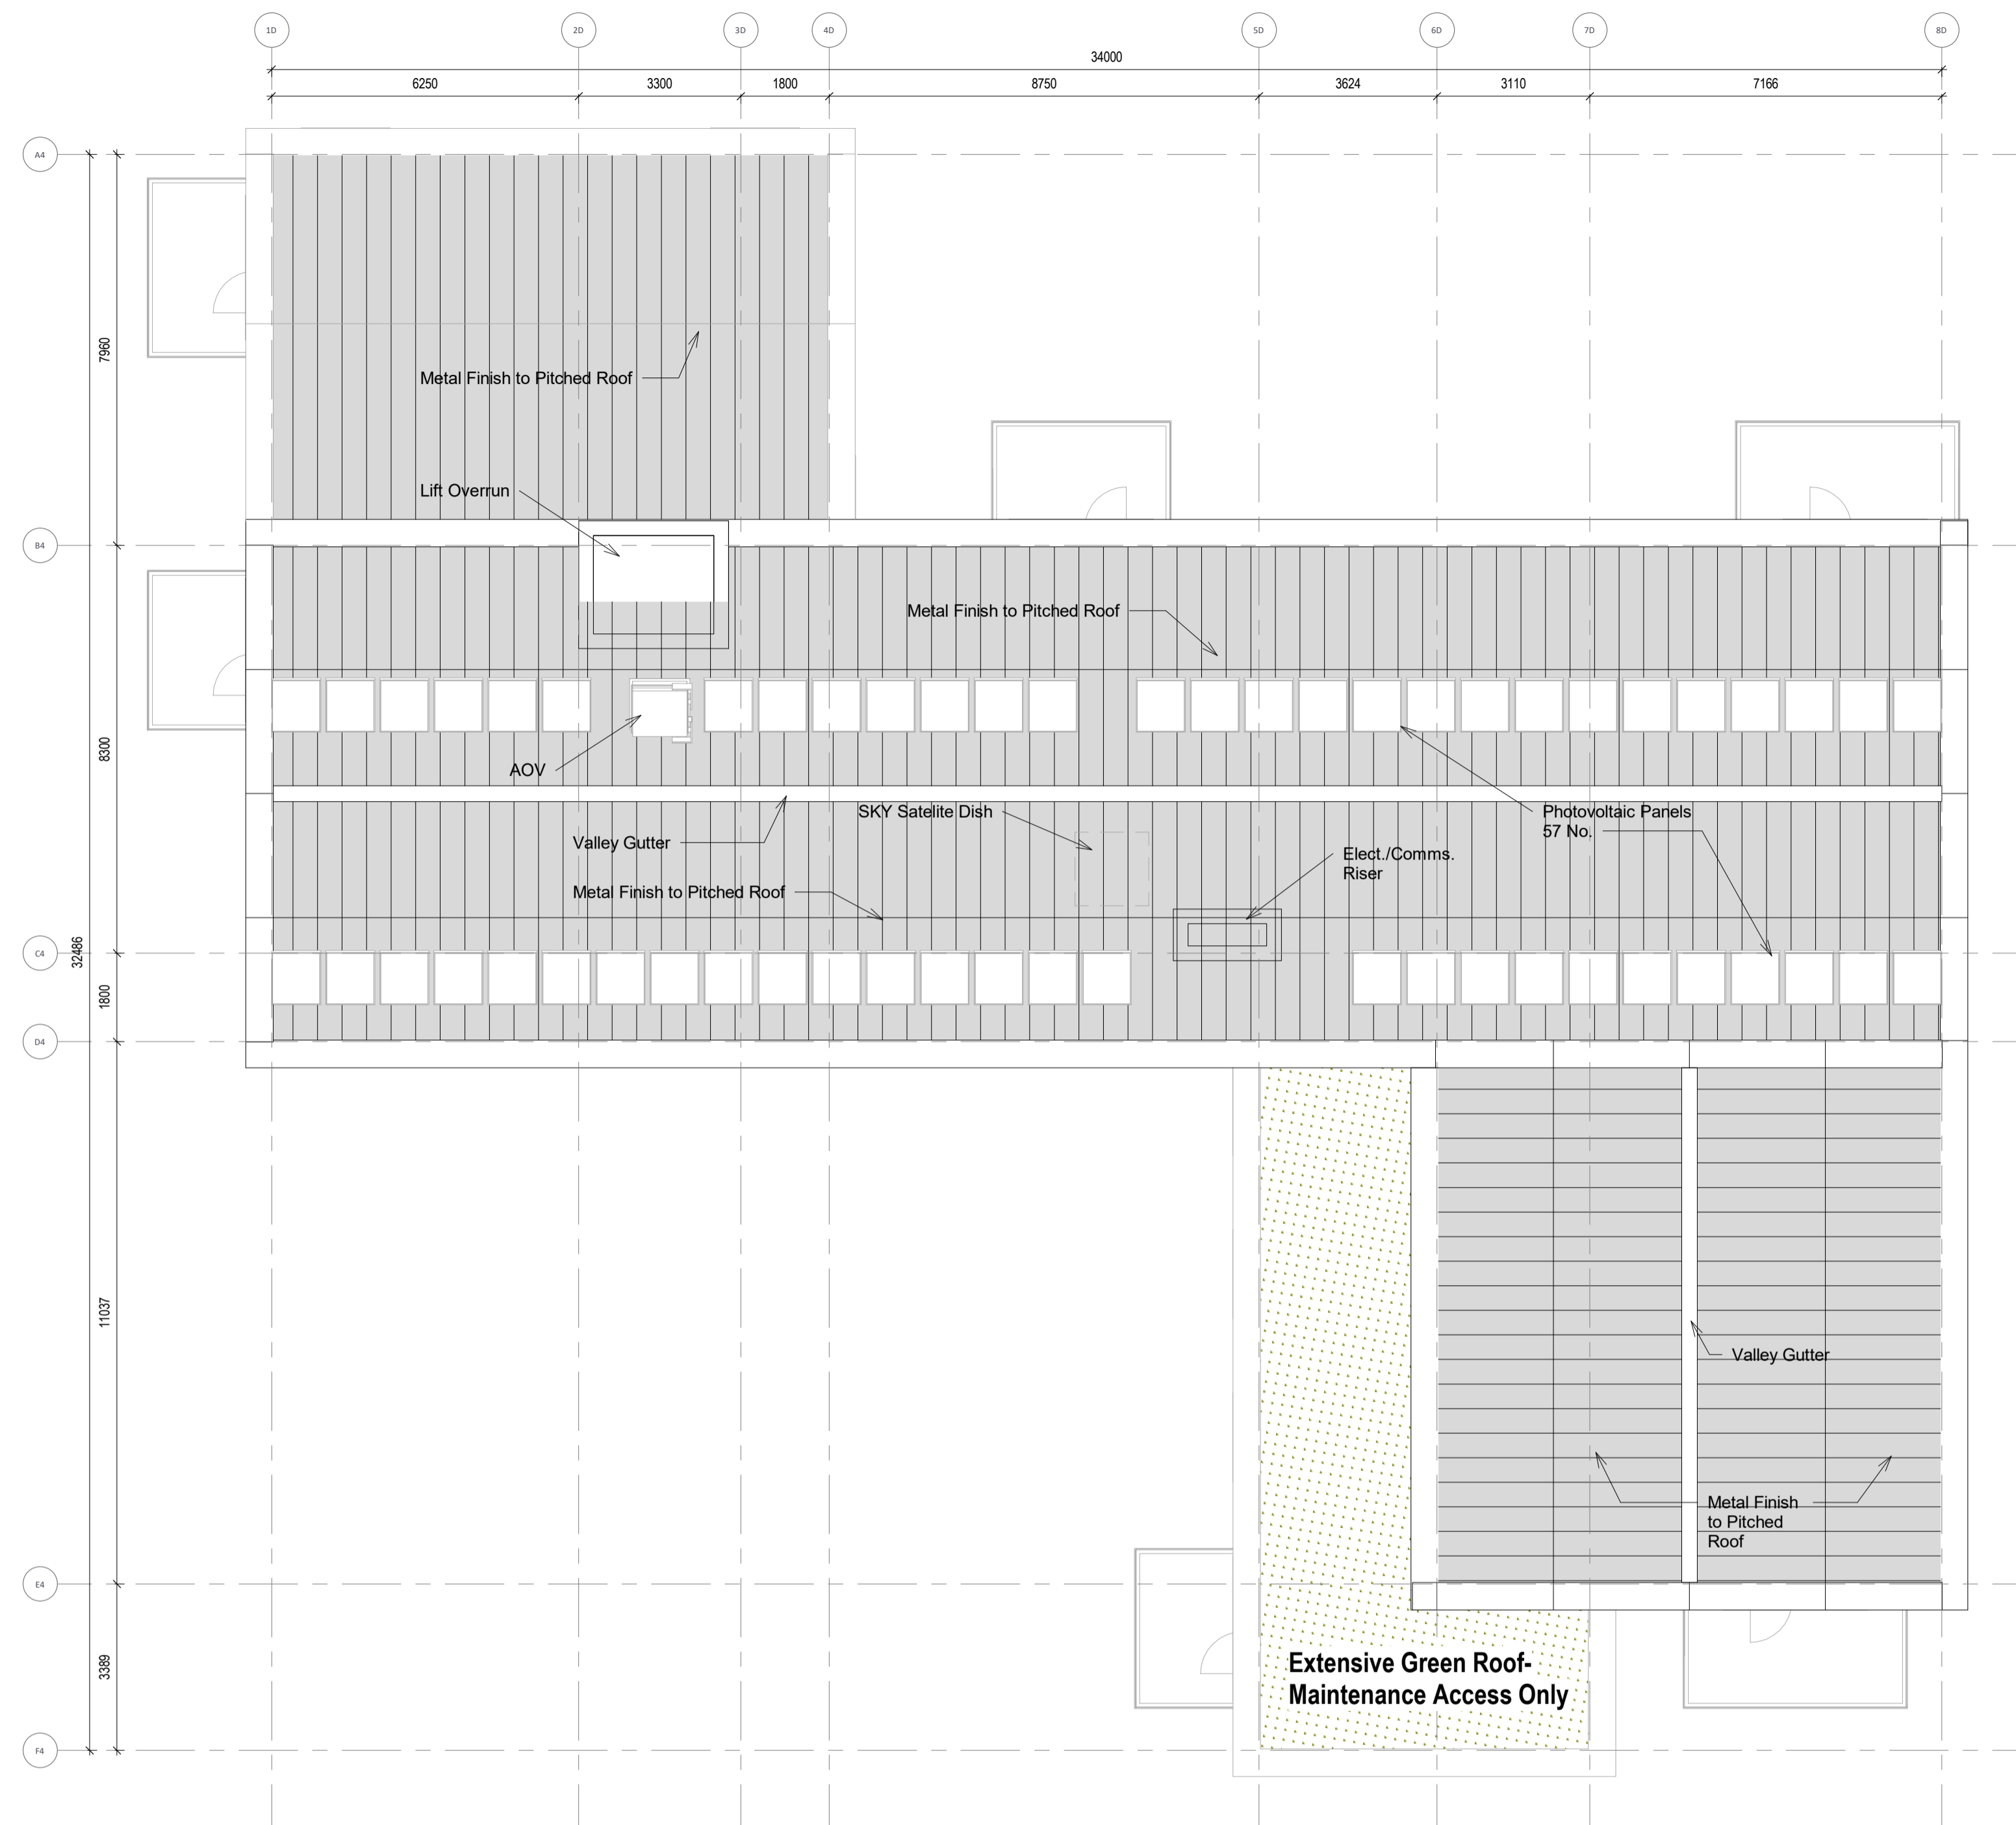 1D 2D 3D 4D 5D 6D 7D 8D
34000
6250 3300 1800 8750 3624 3110 7166
A4
7960
Metal Finish to Pitched Roof
Lift Overrun
B4
Metal Finish to Pitched Roof
8300
AOV
SKY Satelite Dish
Photovoltaic Panels
57 No.
Valley Gutter
Elect./Comms.
Riser
Metal Finish to Pitched Roof
32486
C4
1800
D4
11037
Valley Gutter
Metal Finish
to Pitched
Roof
E4
3389
Extensive Green Roof-
Maintenance Access Only
F4